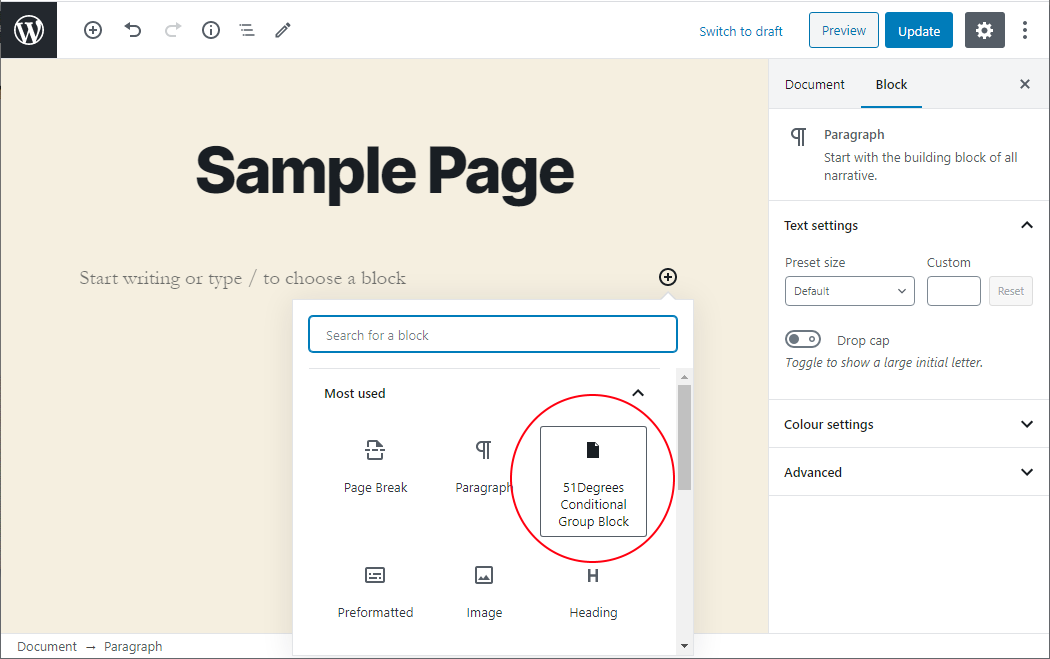 Switch to draft
Preview
Update
Document
Block
Sample Page
Start writing or type / to choose a block
Search for a block
Most used
Page Break
Paragraph
51Degrees
Conditional
Group Block
Preformatted
Image
Heading
Paragraph
Start with the building block of all
narrative.
Text settings
Preset size
Custom
Default
Reset
Drop cap
Toggle to show a large initial letter.
Colour settings
Advanced
Document → Paragraph